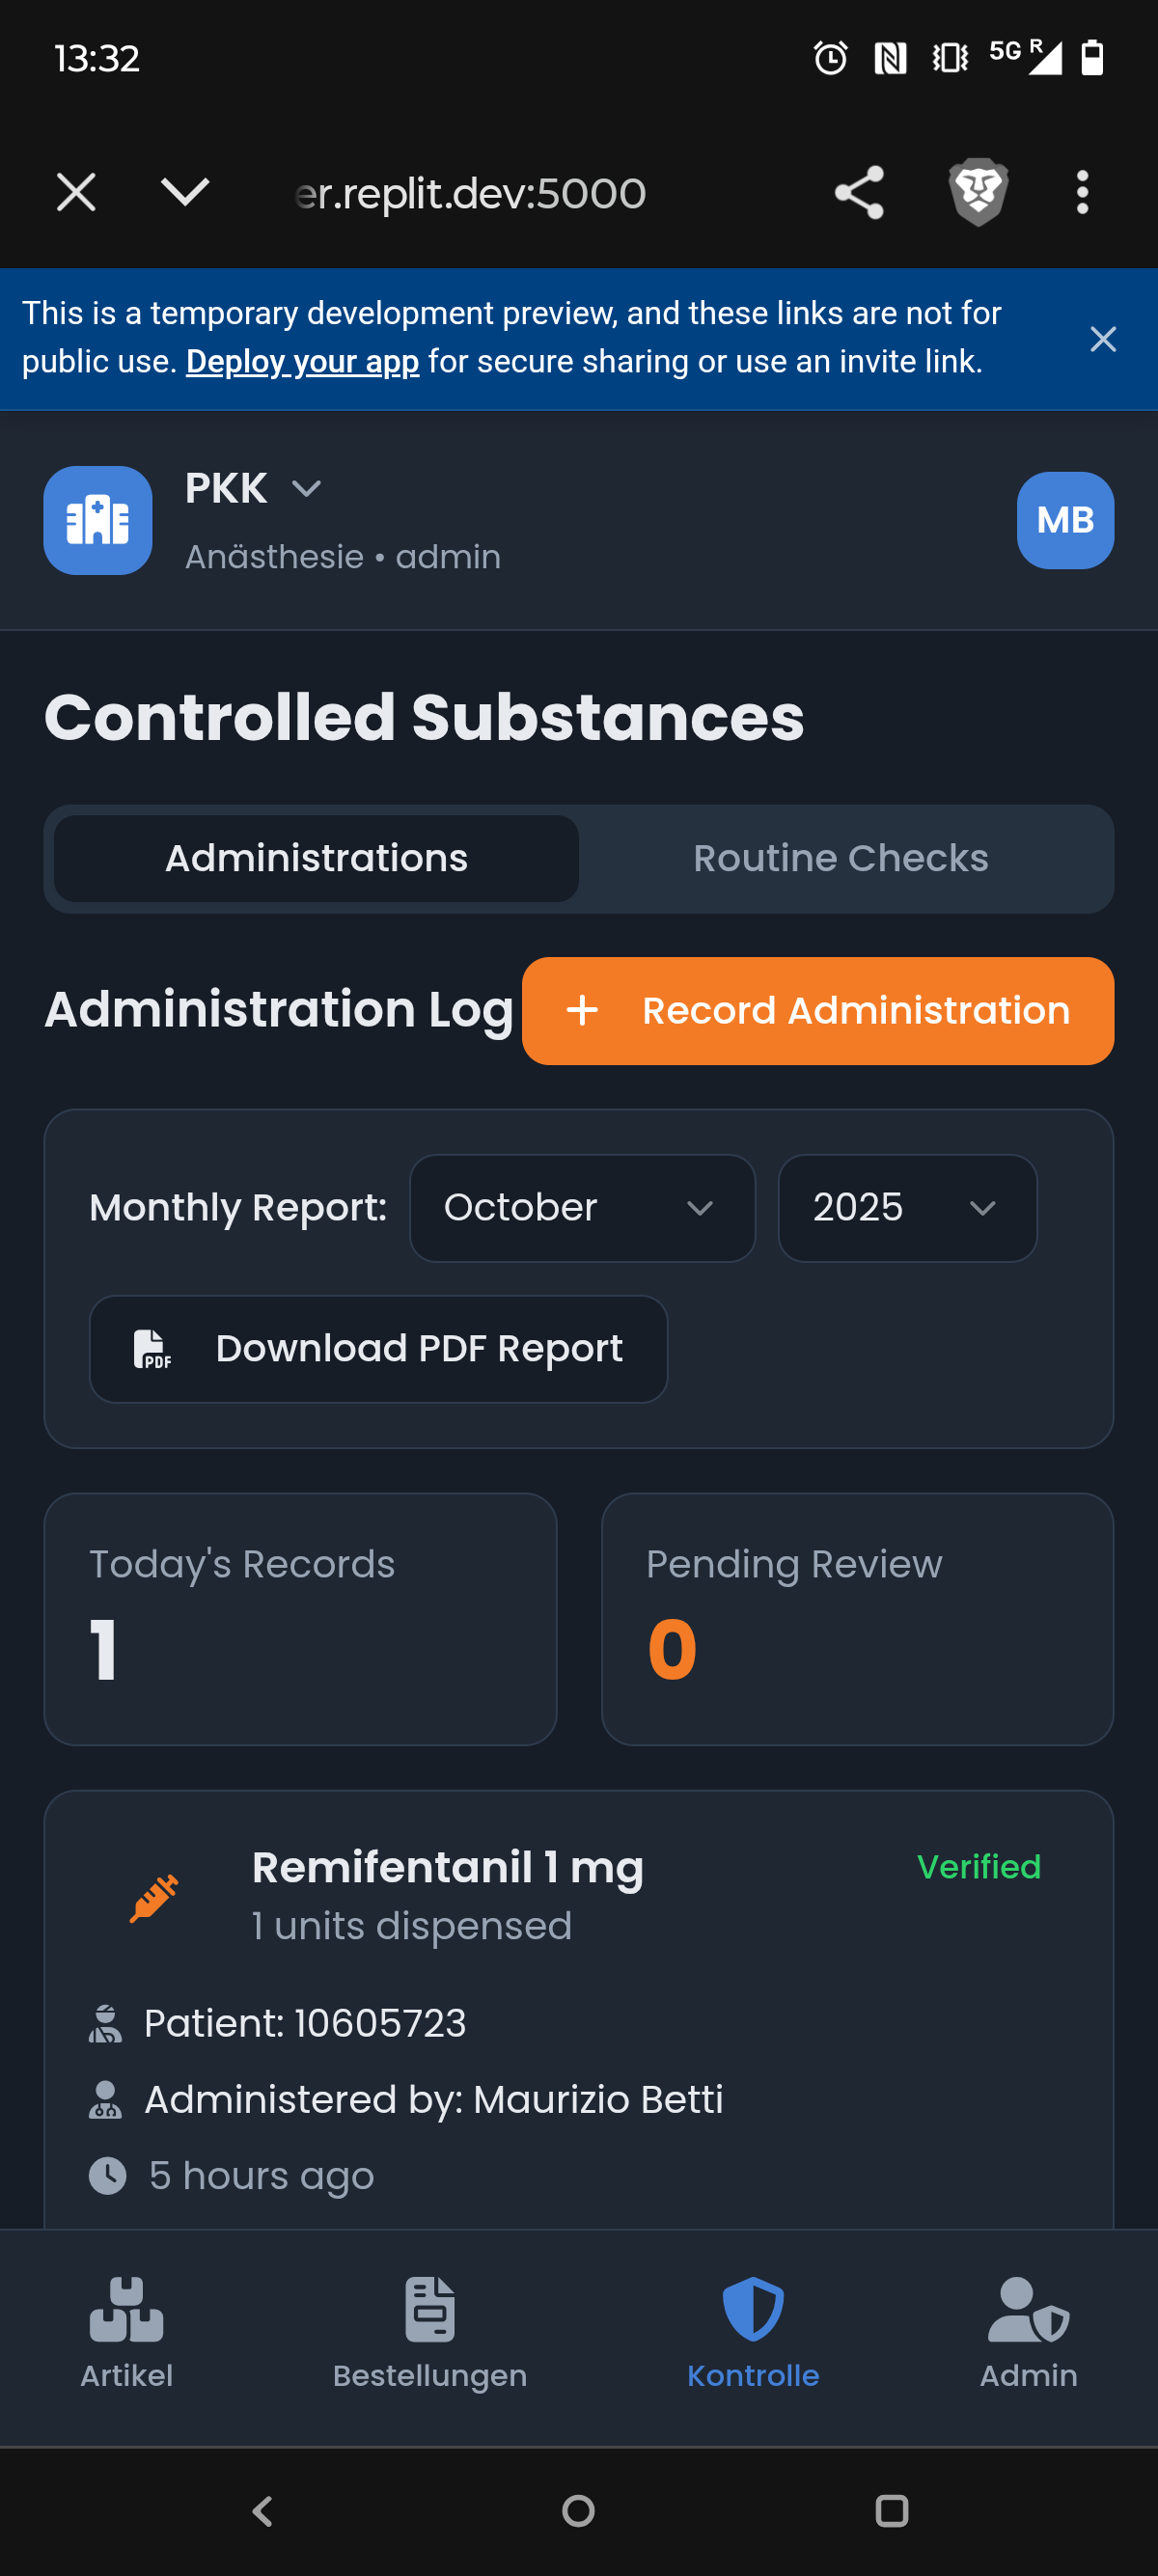 13:32
5G R
er.replit.dev:5000
This is a temporary development preview, and these links are not for
public use. Deploy your app for secure sharing or use an invite link.
PKK
Anästhesie • admin
MB
Controlled Substances
Administrations
Routine Checks
Administration Log
Record Administration
Monthly Report:
October
2025
PDF
Download PDF Report
Today's Records
1
Pending Review
0
Remifentanil 1 mg
Verified
1 units dispensed
Patient: 10605723
Administered by: Maurizio Betti
5 hours ago
Artikel
Bestellungen
Kontrolle
Admin